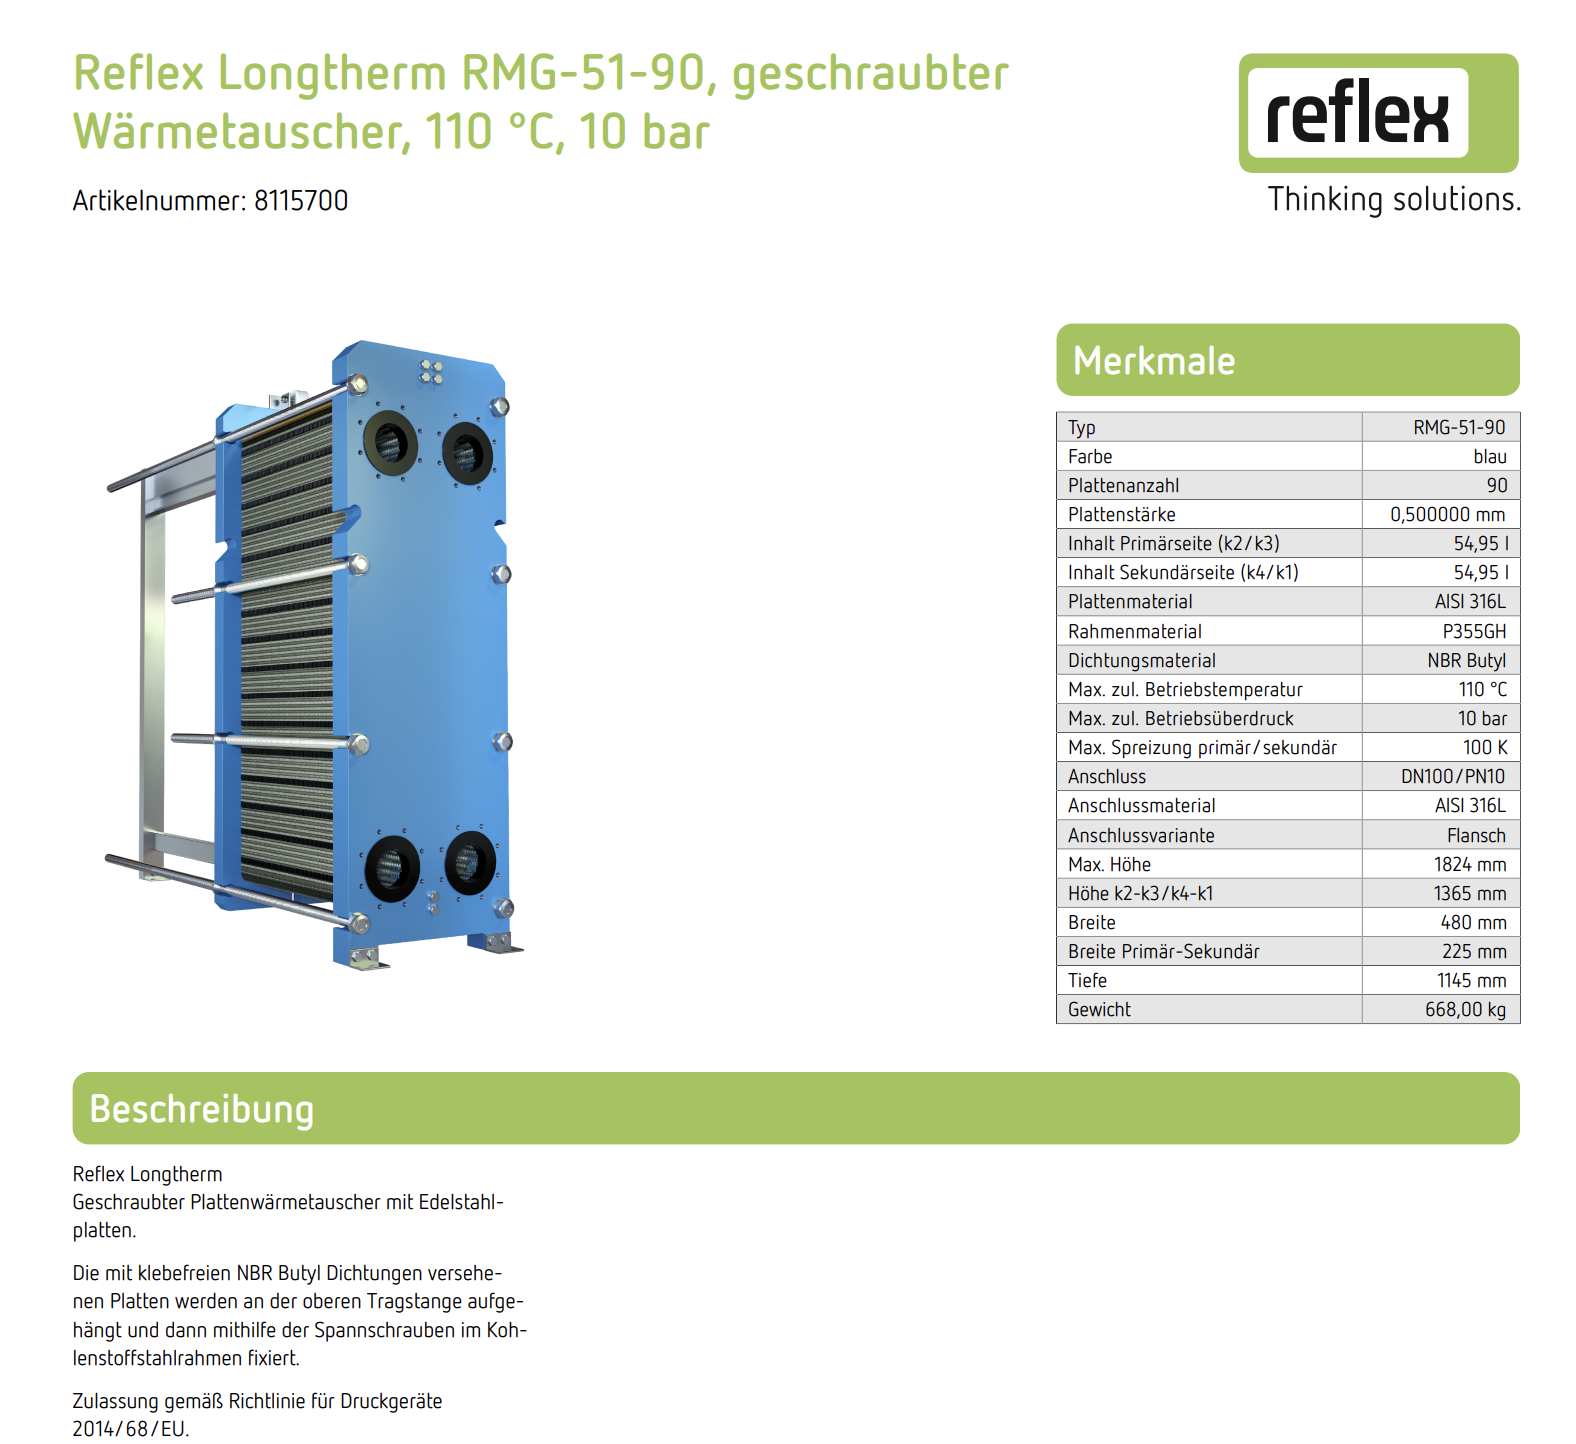 Reflex Longtherm RMG-51-90, geschraubter
Wärmetauscher, 110 °C, 10 bar
Artikelnummer: 8115700
reflex
Thinking solutions.
Merkmale
Typ RMG-51-90
Farbe blau
Plattenanzahl 90
Plattenstärke 0,500000 mm
Inhalt Primärseite (k2/k3) 54,95 l
Inhalt Sekundärseite (k4/k1) 54,95 l
Plattenmaterial AISI 316L
Rahmenmaterial P355GH
Dichtungsmaterial NBR Butyl
Max. zul. Betriebstemperatur 110 °C
Max. zul. Betriebsüberdruck 10 bar
Max. Spreizung primär/sekundär 100 K
Anschluss DN100/PN10
Anschlussmaterial AISI 316L
Anschlussvariante Flansch
Max. Höhe 1824 mm
Höhe k2-k3/k4-k1 1365 mm
Breite 480 mm
Breite Primär-Sekundär 225 mm
Tiefe 1145 mm
Gewicht 668,00 kg
Beschreibung
Reflex Longtherm
Geschraubter Plattenwärmetauscher mit Edelstahl-
platten.
Die mit klebefreien NBR Butyl Dichtungen versehe-
nen Platten werden an der oberen Tragstange aufge-
hängt und dann mithilfe der Spannschrauben im Koh-
lenstoffstahlrahmen fixiert.
Zulassung gemäß Richtlinie für Druckgeräte
2014/68/EU.